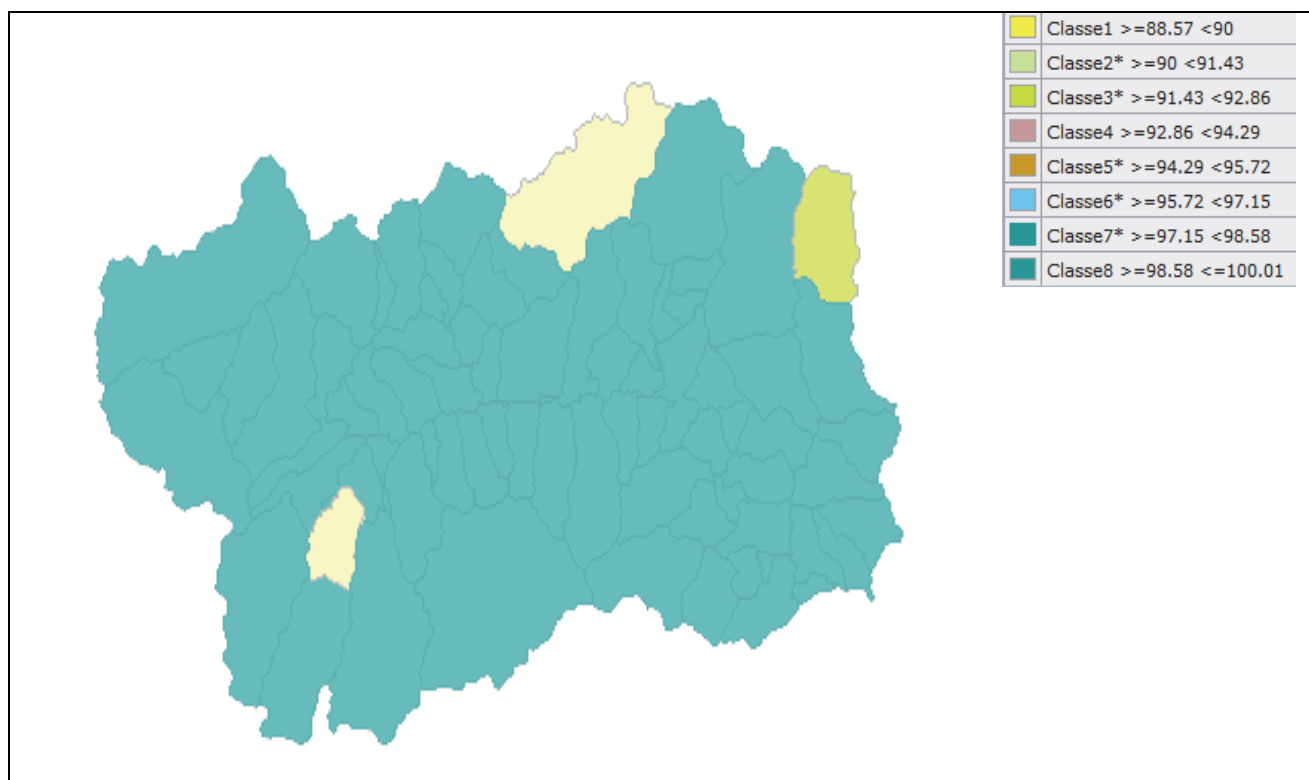 Classe1 >=88.57 <90
Classe2* >=90 <91.43
Classe3* >=91.43 <92.86
Classe4 >=92.86 <94.29
Classe5* >=94.29 <95.72
Classe6* >=95.72 <97.15
Classe7* >=97.15 <98.58
Classe8 >=98.58 <=100.01